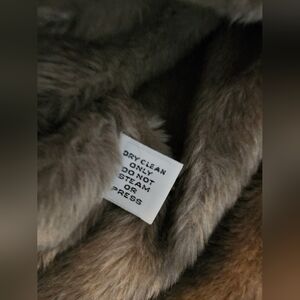 DRY CLEAN
ONLY
DO NOT
STEAM
OR
PRESS